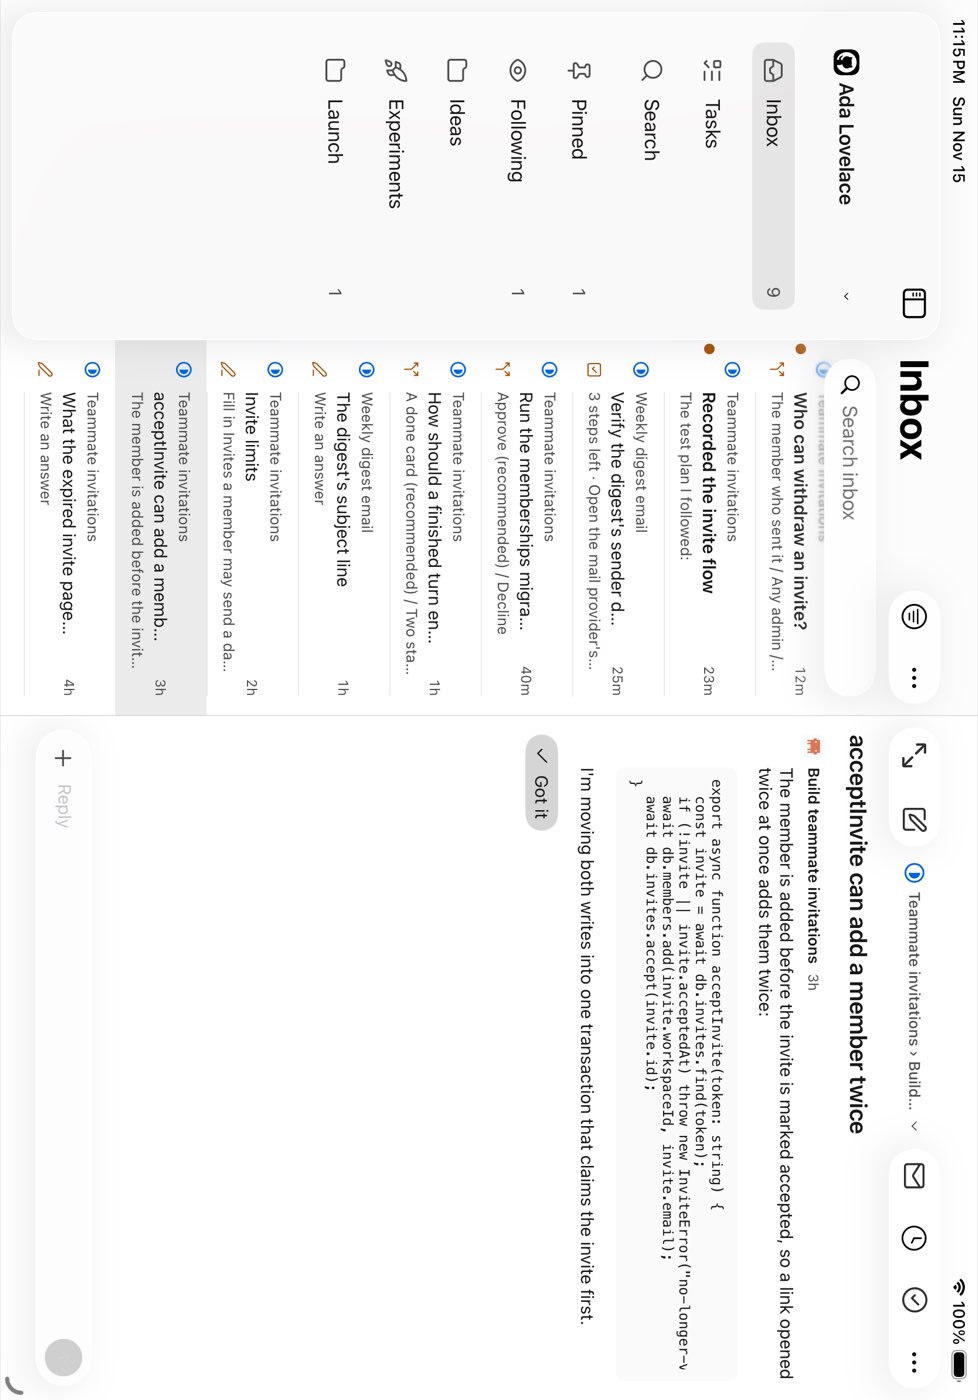 11:15 PM Sun Nov 15
100%
Ada Lovelace
Inbox 9
Tasks
Search
Pinned 1
Following 1
Ideas
Experiments
Launch 1
Inbox
Search inbox
Teammate invitations
Who can withdraw an invite? 12m
The member who sent it / Any admin /...
Teammate invitations
Recorded the invite flow 23m
The test plan I followed:
Weekly digest email
Verify the digest's sender d... 25m
3 steps left · Open the mail provider's...
Teammate invitations
Run the memberships migra... 40m
Approve (recommended) / Decline
Teammate invitations
How should a finished turn en... 1h
A done card (recommended) / Two sta...
Weekly digest email
The digest's subject line 1h
Write an answer
Teammate invitations
Invite limits 2h
Fill in Invites a member may send a da...
Teammate invitations
acceptInvite can add a memb... 3h
The member is added before the invit...
Teammate invitations
What the expired invite page... 4h
Write an answer
Teammate invitations › Build...
acceptInvite can add a member twice
Build teammate invitations 3h
The member is added before the invite is marked accepted, so a link opened
twice at once adds them twice:
export async function acceptInvite(token: string) {
const invite = await db.invites.find(token);
if (!invite || invite.acceptedAt) throw new InviteError("no-longer-v
await db.members.add(invite.workspaceId, invite.email);
await db.invites.accept(invite.id);
}
I'm moving both writes into one transaction that claims the invite first.
Got it
Reply